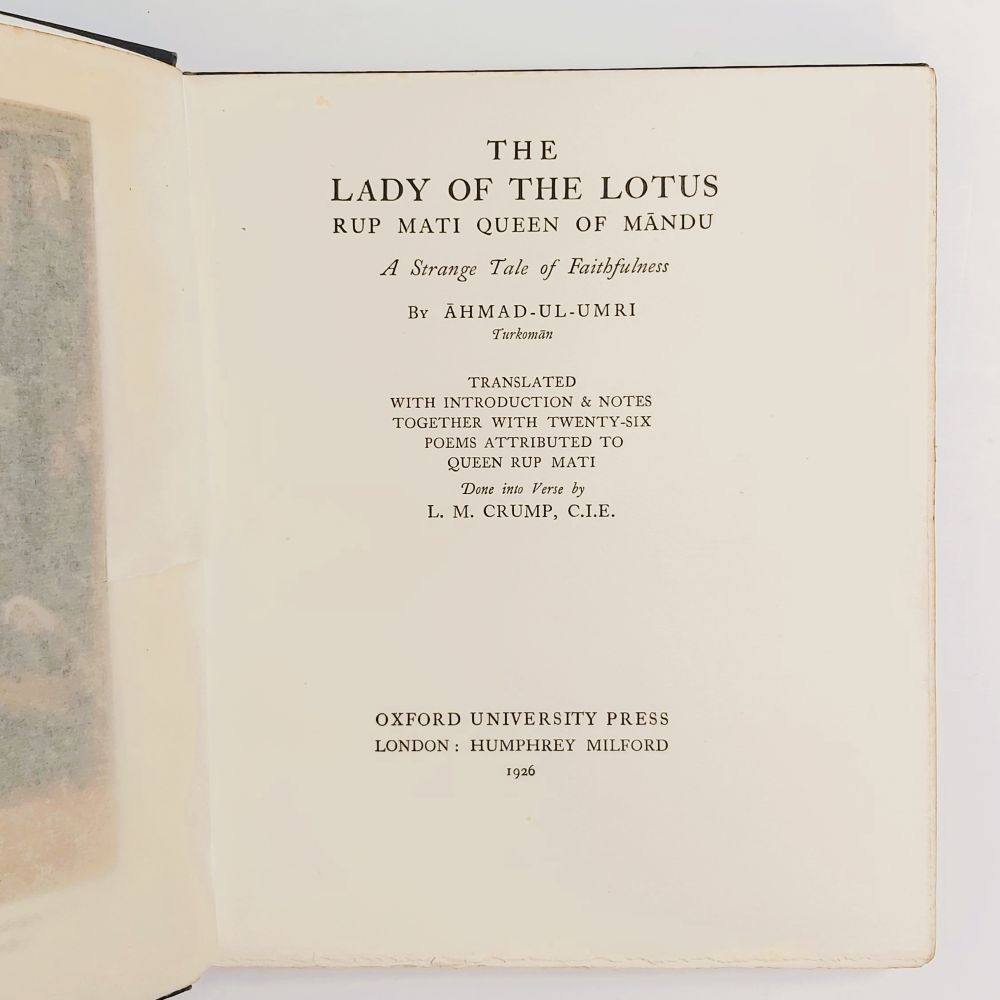 THE
LADY OF THE LOTUS
RUP MATI QUEEN OF MĀNDU
A Strange Tale of Faithfulness
By ĀHMAD-UL-UMRI
Turkomān
TRANSLATED
WITH INTRODUCTION & NOTES
TOGETHER WITH TWENTY-SIX
POEMS ATTRIBUTED TO
QUEEN RUP MATI
Done into Verse by
L. M. CRUMP, C.I.E.
OXFORD UNIVERSITY PRESS
LONDON: HUMPHREY MILFORD
1926